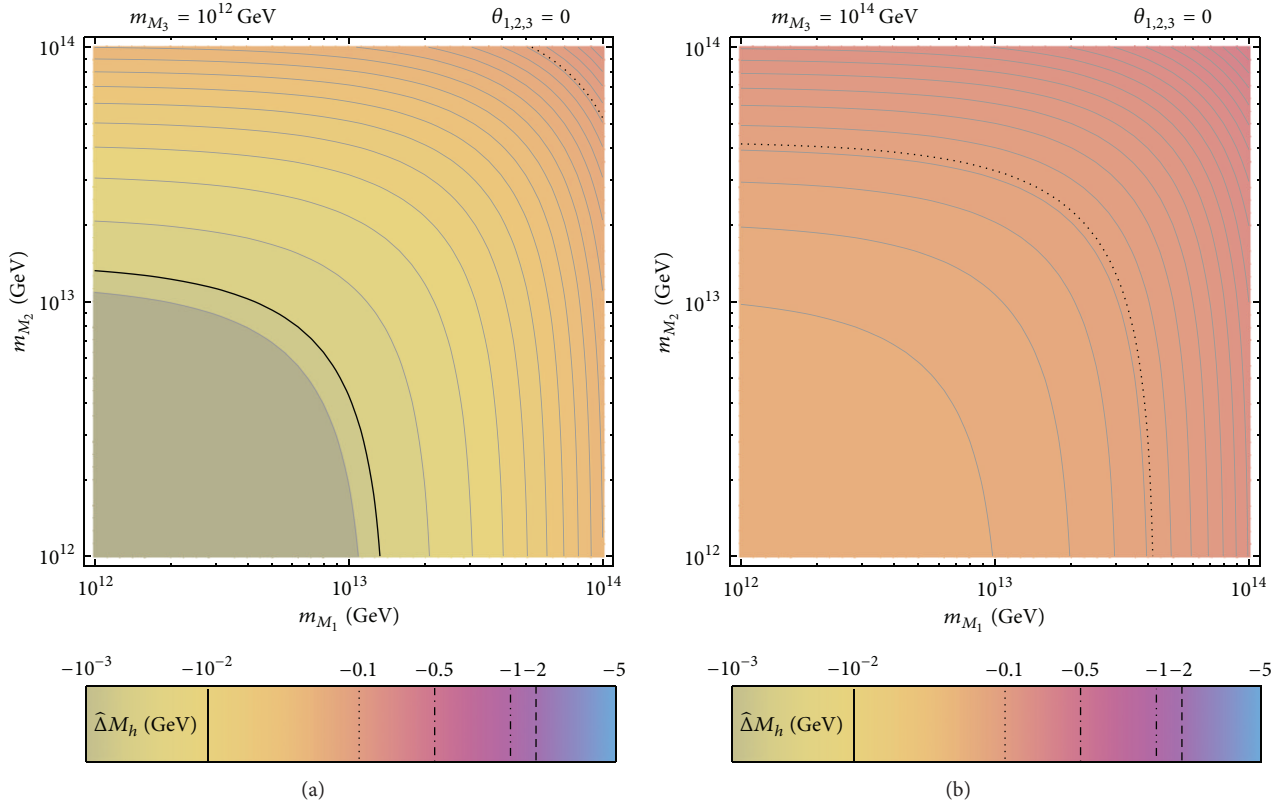 m_{M_3} = 10^{12} GeV
θ_{1,2,3} = 0
10^{14}
10^{13}
10^{12}
m_{M_2} (GeV)
10^{12}
10^{13}
10^{14}
m_{M_1} (GeV)
−10^{−3}
−10^{−2}
−0.1
−0.5
−1
−2
−5
\hat{Δ}M_h (GeV)
(a)
m_{M_3} = 10^{14} GeV
θ_{1,2,3} = 0
10^{14}
10^{13}
10^{12}
m_{M_2} (GeV)
10^{12}
10^{13}
10^{14}
m_{M_1} (GeV)
−10^{−3}
−10^{−2}
−0.1
−0.5
−1
−2
−5
\hat{Δ}M_h (GeV)
(b)